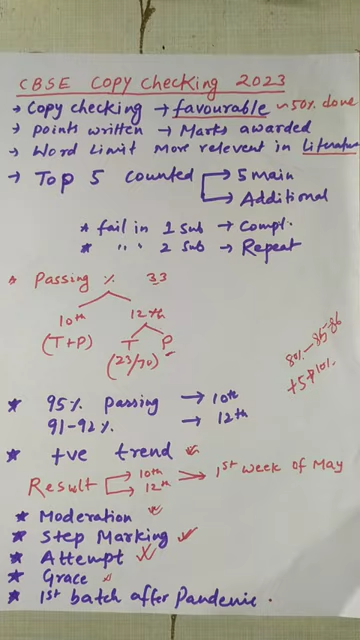 CBSE COPY CHECKING 2023
→ Copy checking → favourable ~50% done
→ points written → Marks awarded
→ Word Limit More relevent in Literature
→ Top 5 counted → 5 main
→ Additional
* fail in 1 Sub → Compt.
* " " 2 Sub → Repeat
* Passing % 33
10th 12th
(T+P) T P
(23/70)
80% - 85-86
+5 10%
* 95% passing → 10th
91-92% → 12th
* +ve trend
Result → 10th → 1st week of May
→ 12th
* Moderation
* Step Marking
* Attempt
* Grace
* 1st batch after Pandemic.